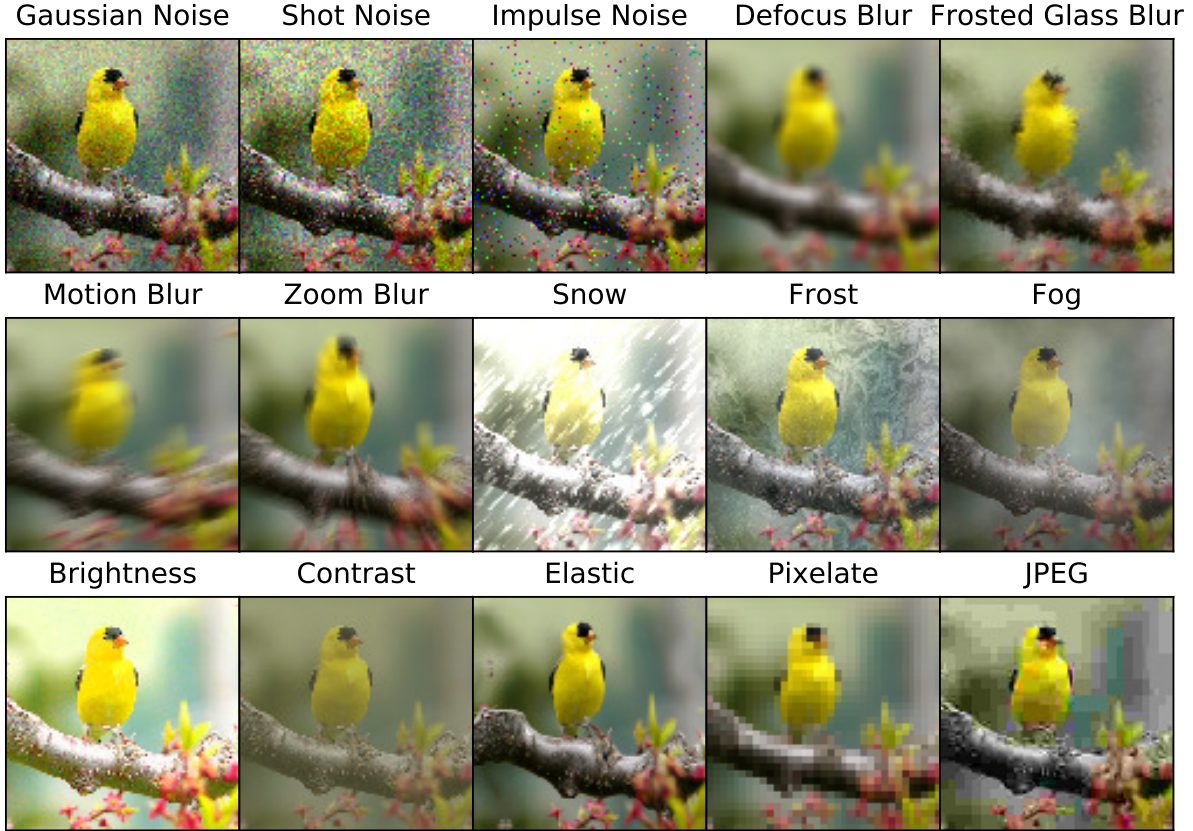 Gaussian Noise Shot Noise Impulse Noise Defocus Blur Frosted Glass Blur
Motion Blur Zoom Blur Snow Frost Fog
Brightness Contrast Elastic Pixelate JPEG